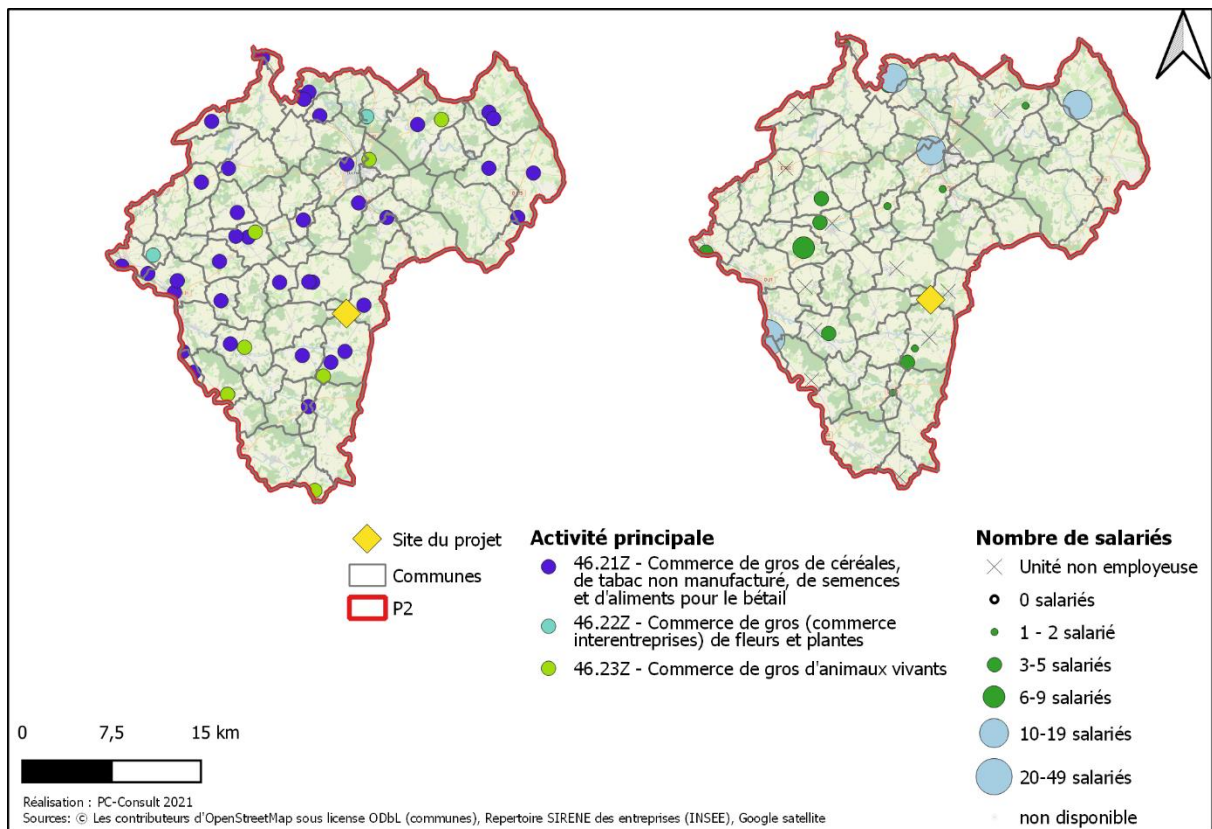 Site du projet
Communes
P2
Activité principale
46.21Z - Commerce de gros de céréales,
de tabac non manufacturé, de semences
et d'aliments pour le bétail
46.22Z - Commerce de gros (commerce
interentreprises) de fleurs et plantes
46.23Z - Commerce de gros d'animaux vivants
Nombre de salariés
Unité non employeuse
0 salariés
1 - 2 salarié
3-5 salariés
6-9 salariés
10-19 salariés
20-49 salariés
non disponible
0 7,5 15 km
Réalisation : PC-Consult 2021
Sources: © Les contributeurs d'OpenStreetMap sous license ODbL (communes), Repertoire SIRENE des entreprises (INSEE), Google satellite